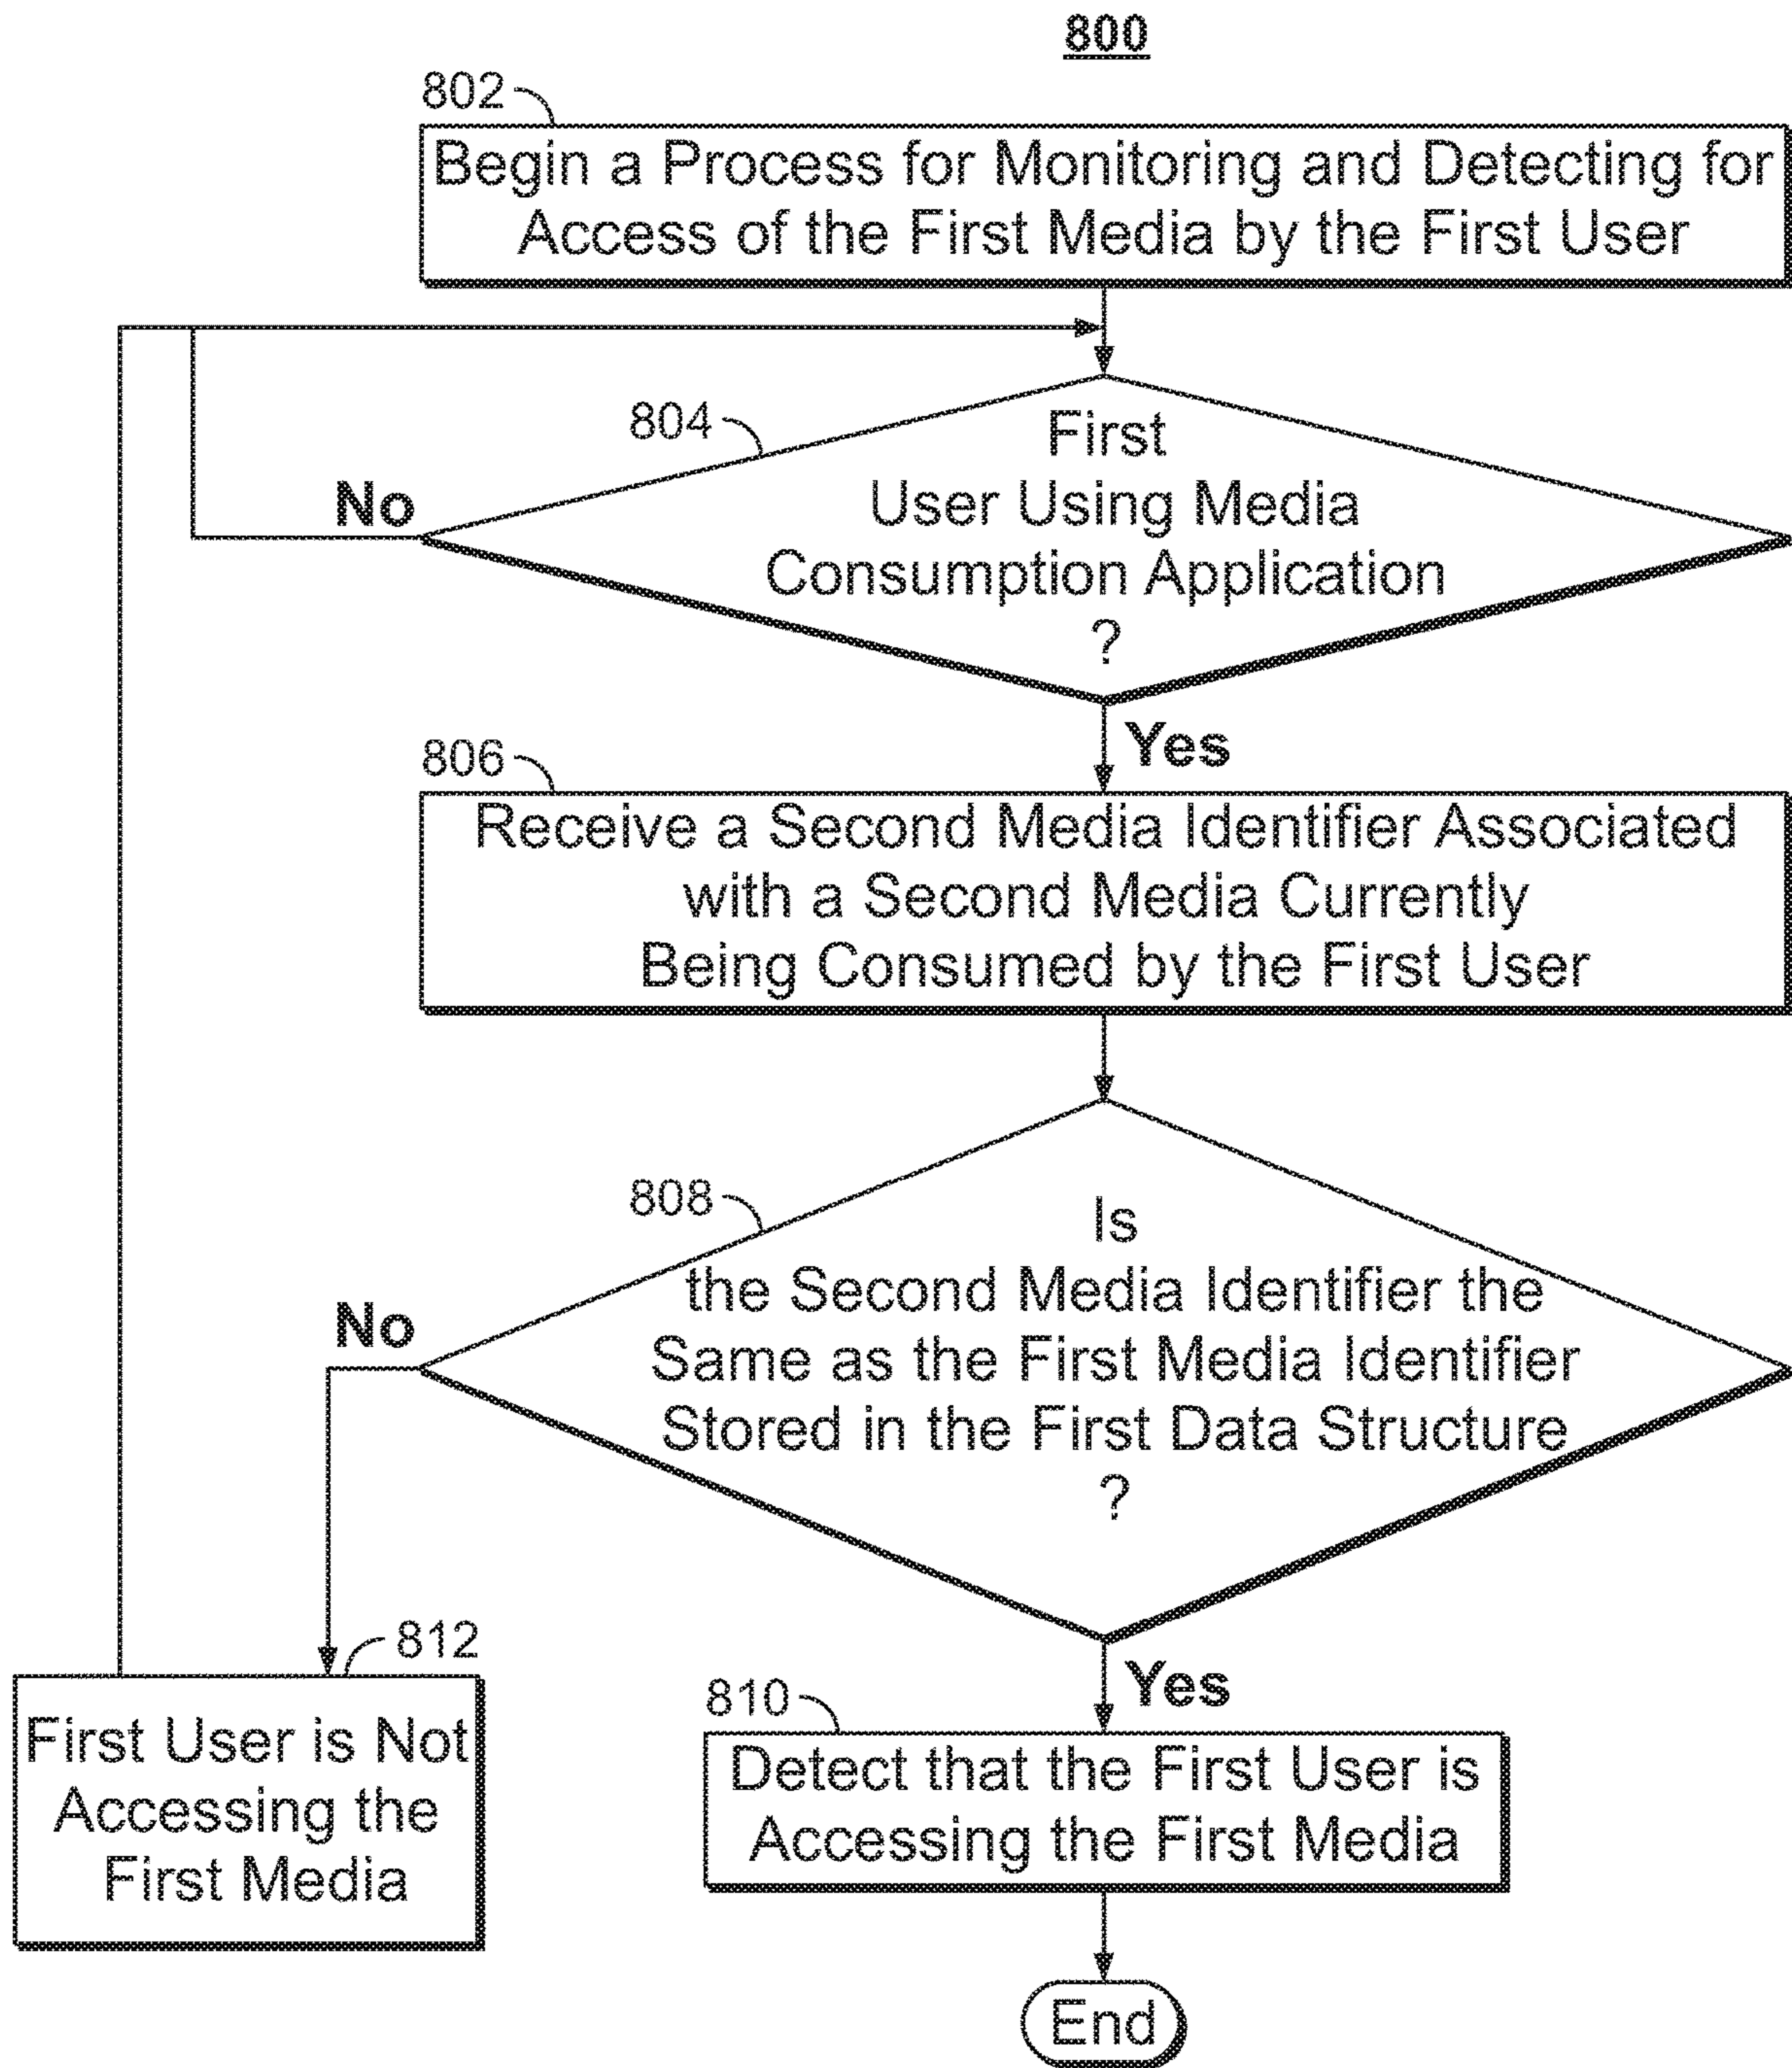 800
802
Begin a Process for Monitoring and Detecting for
Access of the First Media by the First User
804
First
User Using Media
Consumption Application
?
No
Yes
806
Receive a Second Media Identifier Associated
with a Second Media Currently
Being Consumed by the First User
808
Is
the Second Media Identifier the
Same as the First Media Identifier
Stored in the First Data Structure
?
No
Yes
812
First User is Not
Accessing the
First Media
810
Detect that the First User is
Accessing the First Media
End